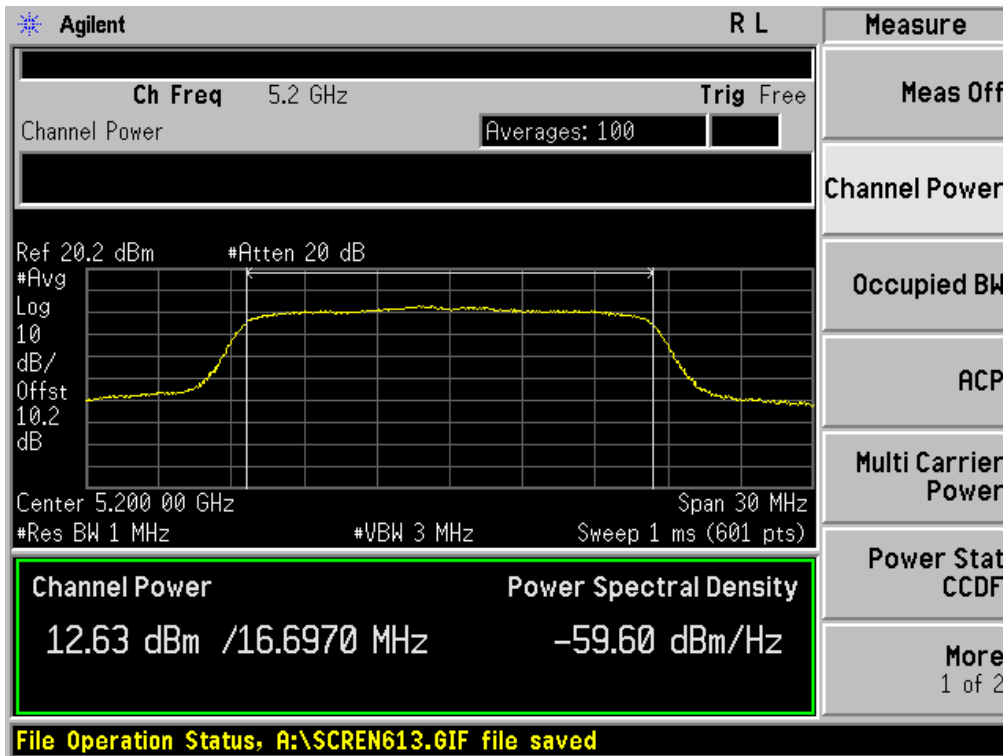 Agilent R L Measure
Ch Freq 5.2 GHz Trig Free
Meas Off
Channel Power Averages: 100
Channel Power
Ref 20.2 dBm #Atten 20 dB
#Avg
Log
10
dB/
Offst
10.2
dB
Occupied BW
ACP
Multi Carrier
Power
Center 5.200 00 GHz Span 30 MHz
#Res BW 1 MHz #VBW 3 MHz Sweep 1 ms (601 pts)
Power Stat
CCDF
Channel Power Power Spectral Density
12.63 dBm /16.6970 MHz -59.60 dBm/Hz
More
1 of 2
File Operation Status, A:\SCREN613.GIF file saved